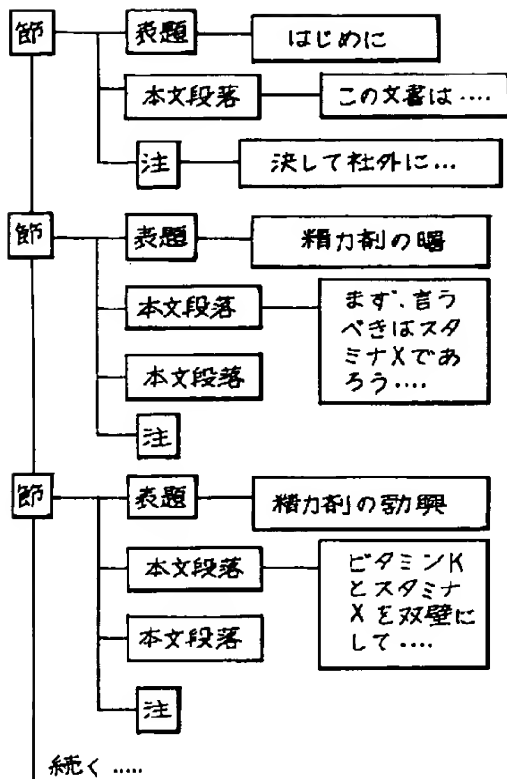 節
表題
はじめに
本文段落
この文書は‥‥
注
決して社外に…
節
表題
精力剤の曙
本文段落
まず、言う
べきはスタ
ミナXであ
ろう‥‥
本文段落
注
節
表題
精力剤の勃興
本文段落
ビタミンK
とスタミナ
Xを双壁に
して‥‥
本文段落
注
続く‥‥‥